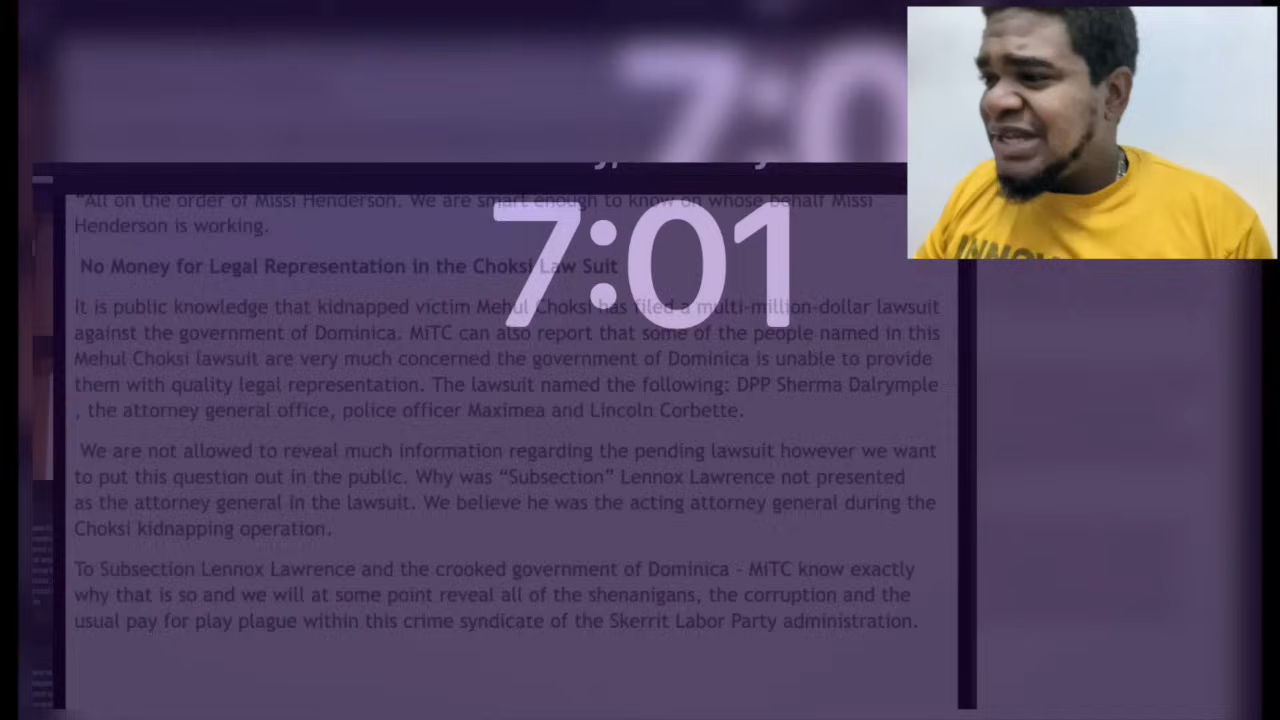 7:0
"All on the order of Missi Henderson. We are smart enough to know on whose behalf Missi
Henderson is working.
7:01
No Money for Legal Representation in the Choksi Law Suit
It is public knowledge that kidnapped victim Mehul Choksi has filed a multi-million-dollar lawsuit
against the government of Dominica. MiTC can also report that some of the people named in this
Mehul Choksi lawsuit are very much concerned the government of Dominica is unable to provide
them with quality legal representation. The lawsuit named the following: DPP Sherma Dalrymple
, the attorney general office, police officer Maximea and Lincoln Corbette.
We are not allowed to reveal much information regarding the pending lawsuit however we want
to put this question out in the public. Why was “Subsection” Lennox Lawrence not presented
as the attorney general in the lawsuit. We believe he was the acting attorney general during the
Choksi kidnapping operation.
To Subsection Lennox Lawrence and the crooked government of Dominica - MiTC know exactly
why that is so and we will at some point reveal all of the shenanigans, the corruption and the
usual pay for play plague within this crime syndicate of the Skerrit Labor Party administration.